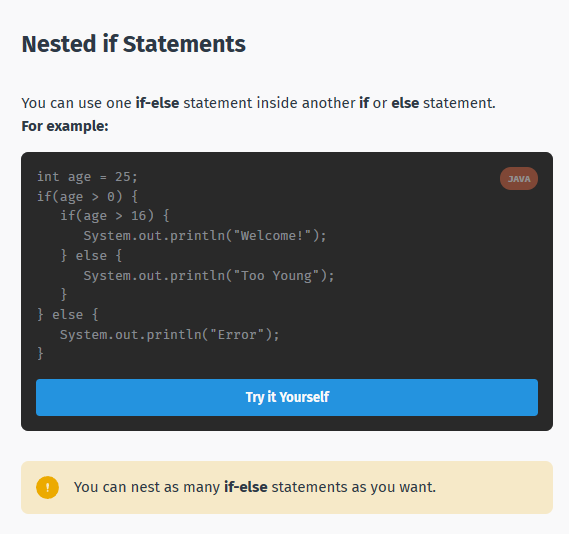 Nested if Statements
You can use one if-else statement inside another if or else statement.
For example:
int age = 25;
JAVA
if(age > 0) {
   if(age > 16) {
      System.out.println("Welcome!");
   } else {
      System.out.println("Too Young");
   }
} else {
   System.out.println("Error");
}
Try it Yourself
! You can nest as many if-else statements as you want.